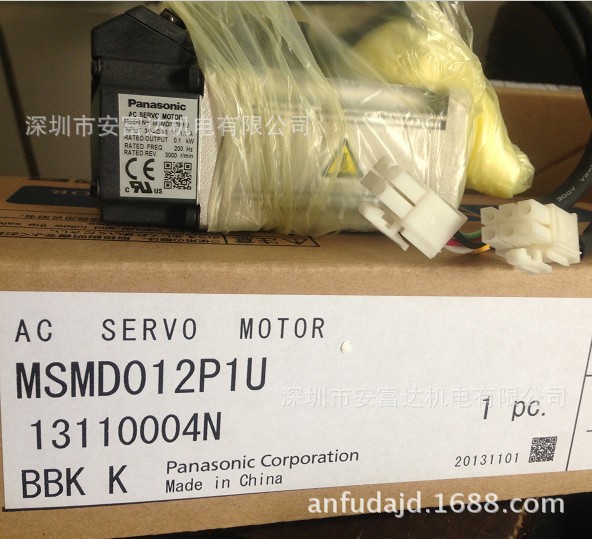 Panasonic
AC SERVO MOTOR
RATED OUTPUT 0.1 kW
RATED FREQ. 200 Hz
RATED REV. 3000 r/min
C US
深圳市安富达机电有限公司
AC SERVO MOTOR
MSMD012P1U
13110004N
深圳市安富达机电有限公司
1 pc.
BBK K
Panasonic Corporation
Made in China
20131101
anfudajd.1688.com